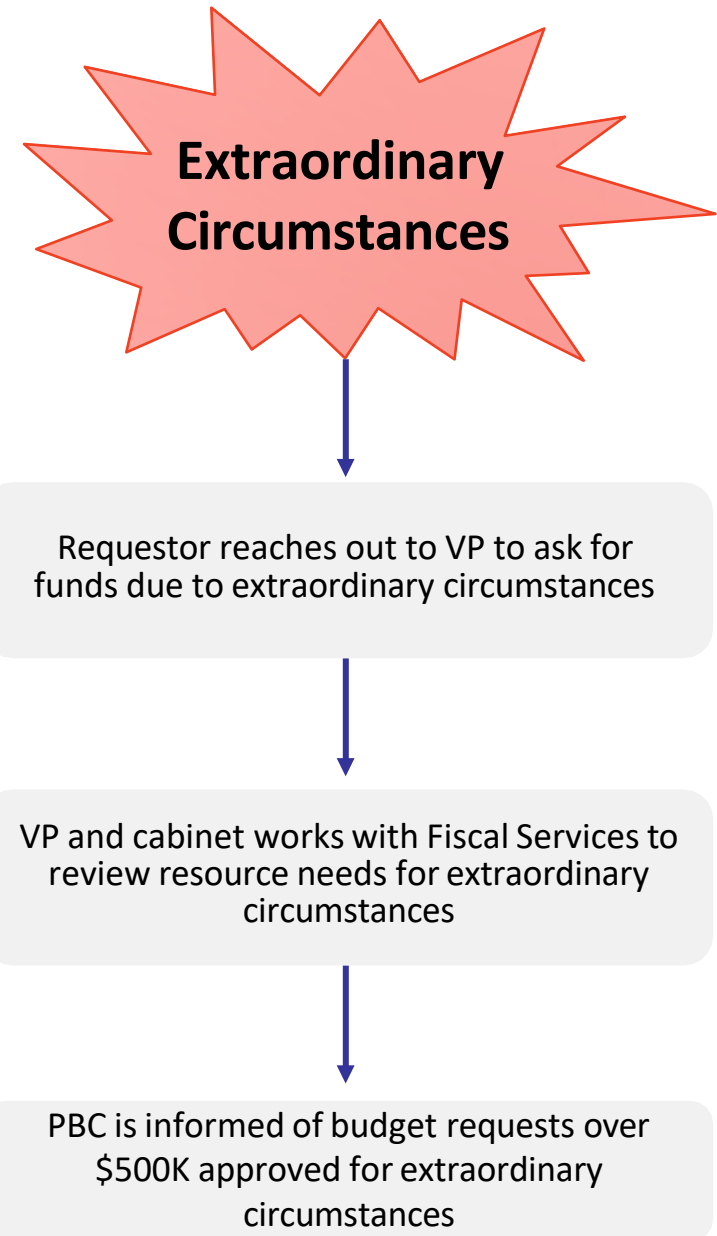 Extraordinary
Circumstances
Requestor reaches out to VP to ask for
funds due to extraordinary circumstances
VP and cabinet works with Fiscal Services to
review resource needs for extraordinary
circumstances
PBC is informed of budget requests over
$500K approved for extraordinary
circumstances